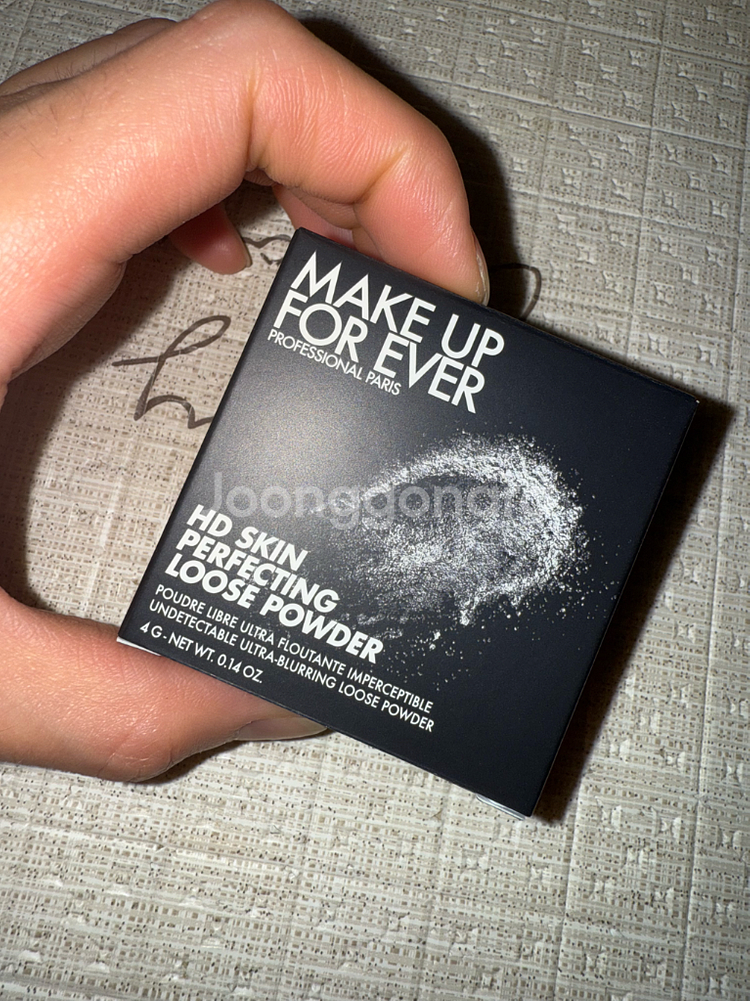 MAKE UP
FOR EVER
PROFESSIONAL PARIS
Joonggonara
HD SKIN
PERFECTING
LOOSE POWDER
POUDRE LIBRE ULTRA FLOUTANTE IMPERCEPTIBLE
UNDETECTABLE ULTRA-BLURRING LOOSE POWDER
4 G - NET WT. 0.14 OZ.